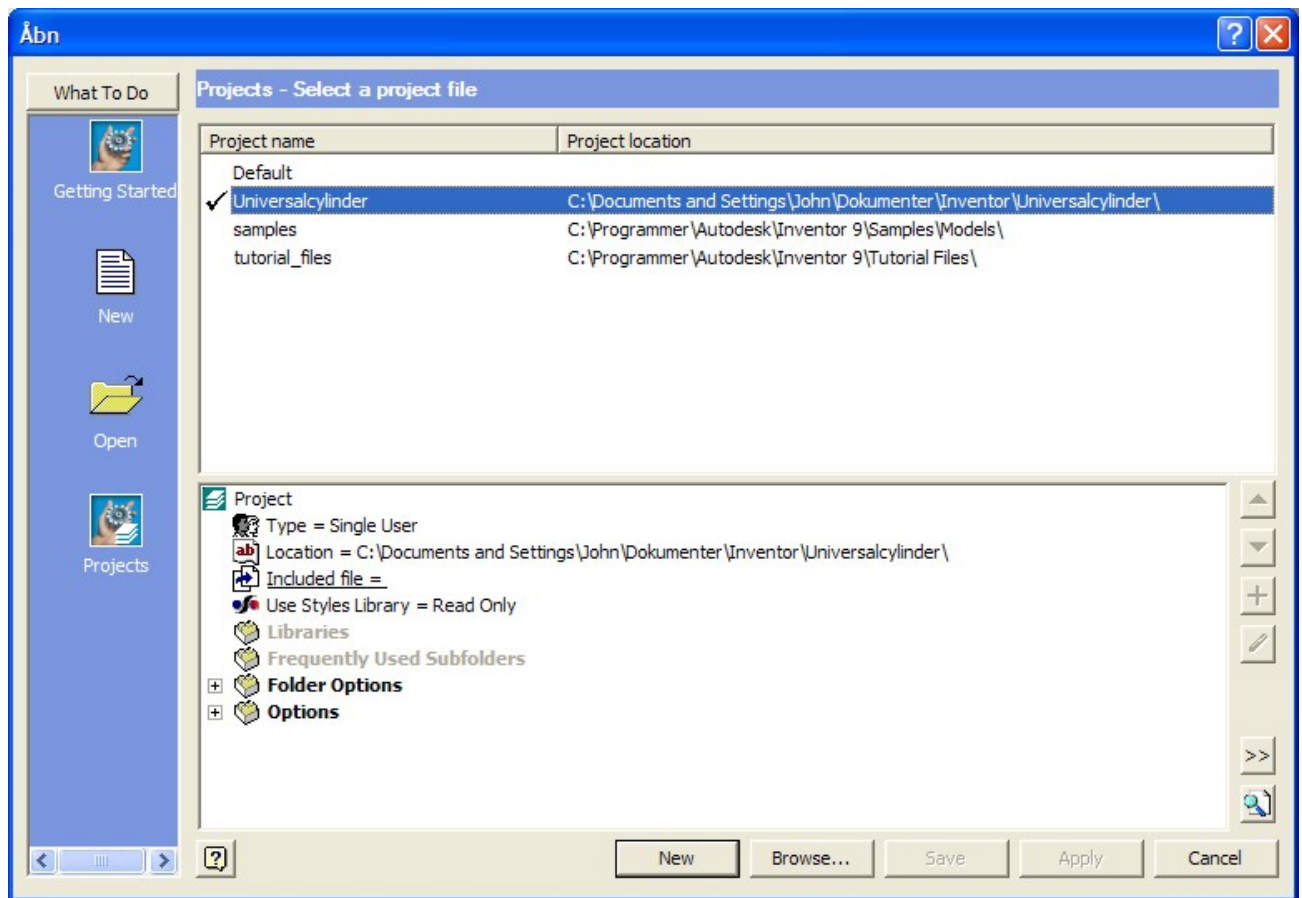 Åbn
What To Do
Getting Started
New
Open
Projects
Projects - Select a project file
Project name Project location
Default
Universalcylinder C:\Documents and Settings\John\Dokumenter\Inventor\Universalcylinder\
samples C:\Programmer\Autodesk\Inventor 9\Samples\Models\
tutorial_files C:\Programmer\Autodesk\Inventor 9\Tutorial Files\
Project
Type = Single User
ab Location = C:\Documents and Settings\John\Dokumenter\Inventor\Universalcylinder\
Included file =
Use Styles Library = Read Only
Libraries
Frequently Used Subfolders
Folder Options
Options
>>
New Browse... Save Apply Cancel